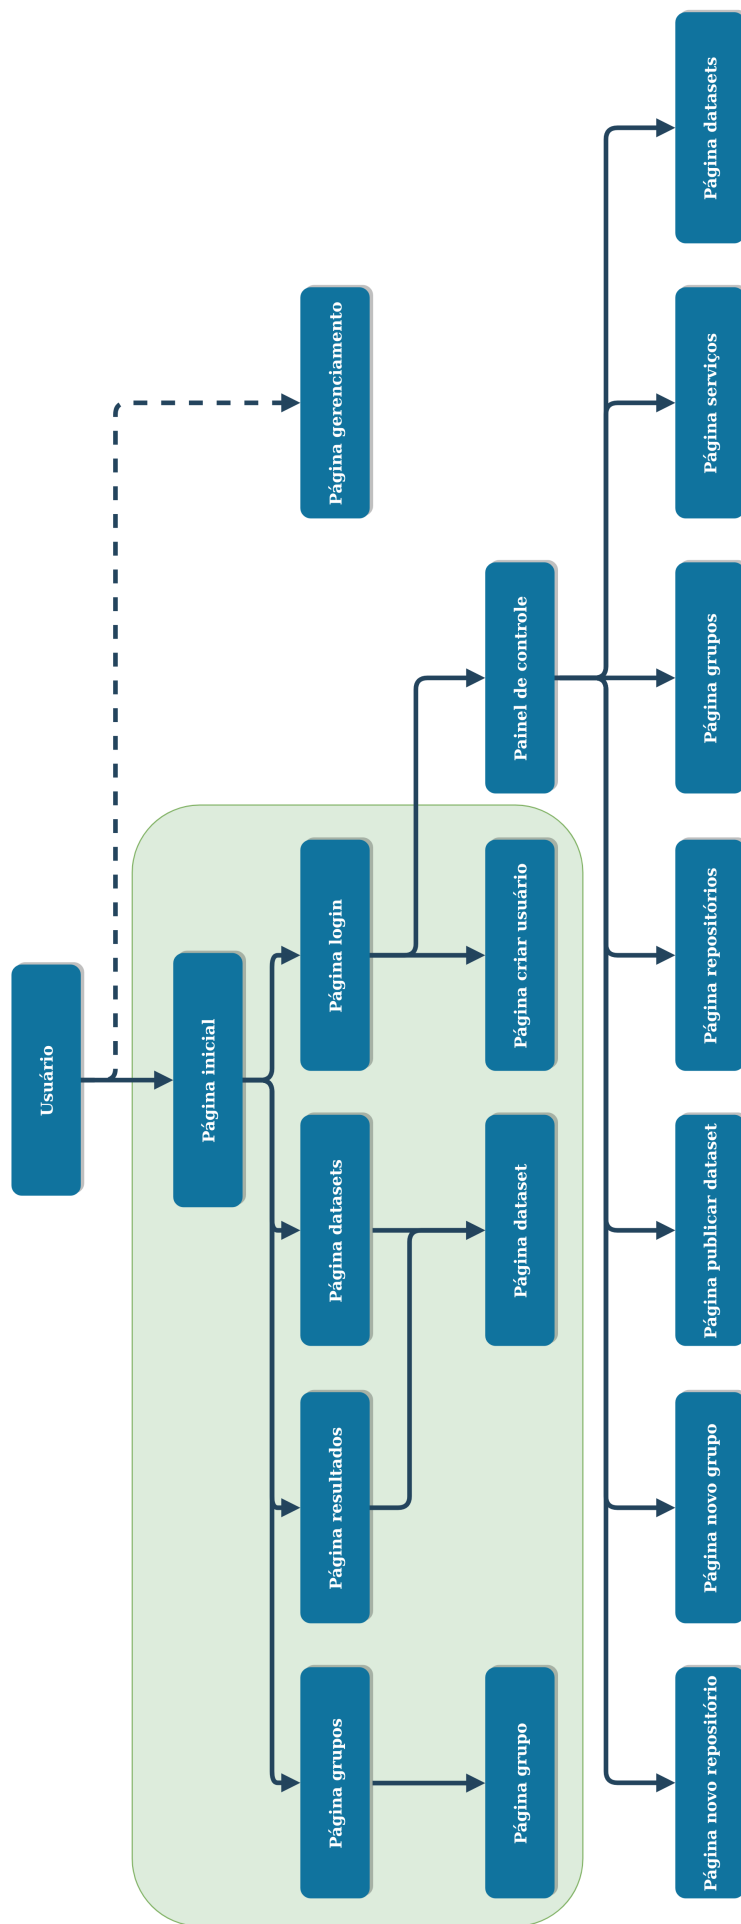 Usuário
Página inicial
Página gerenciamento
Página login
Página datasets
Página resultados
Página grupos
Painel de controle
Página criar usuário
Página dataset
Página grupo
Página datasets
Página serviços
Página grupos
Página repositórios
Página publicar dataset
Página novo grupo
Página novo repositório